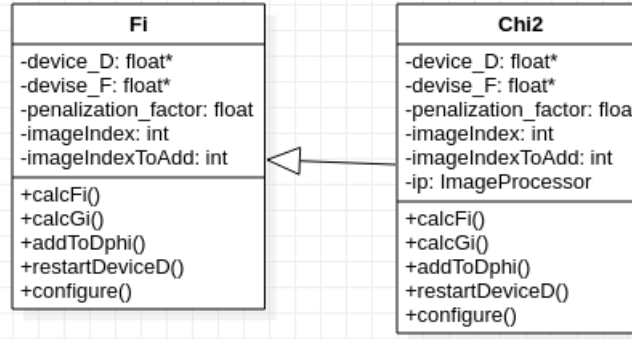 Fi
-device_D: float*
-devise_F: float*
-penalization_factor: float
-imageIndex: int
-imageIndexToAdd: int
+calcFi()
+calcGi()
+addToDphi()
+restartDeviceD()
+configure()
Chi2
-device_D: float*
-devise_F: float*
-penalization_factor: floa
-imageIndex: int
-imageIndexToAdd: int
-ip: ImageProcessor
+calcFi()
+calcGi()
+addToDphi()
+restartDeviceD()
+configure()